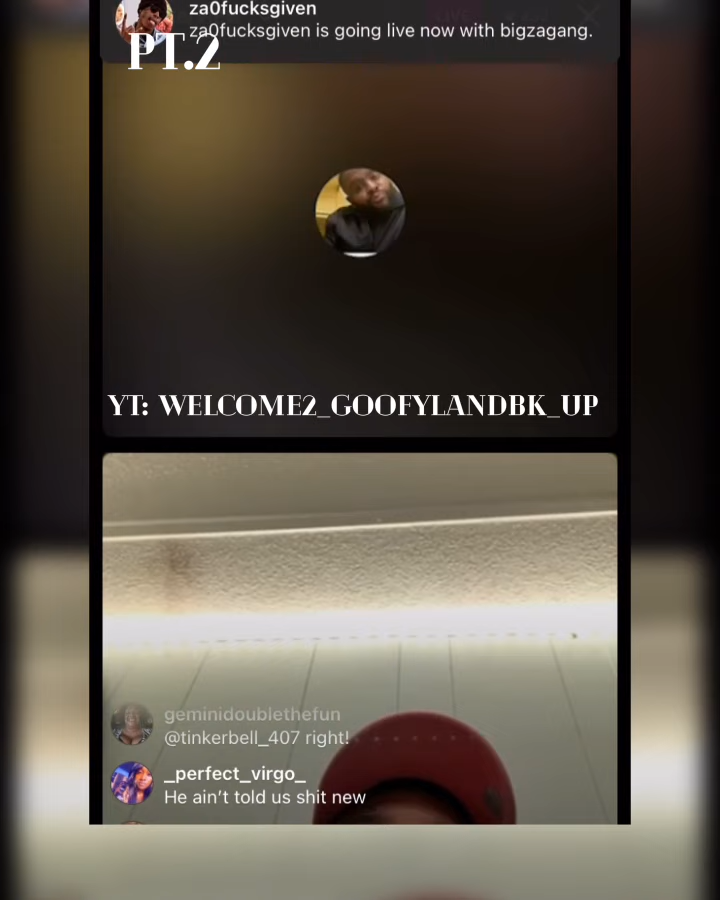 za0fucksgiven
za0fucksgiven is going live now with bigzagang.
PT.2
YT: WELCOME2_GOOFYLANDBK_UP
geminidoublethefun
@tinkerbell_407 right!
_perfect_virgo_
He ain’t told us shit new